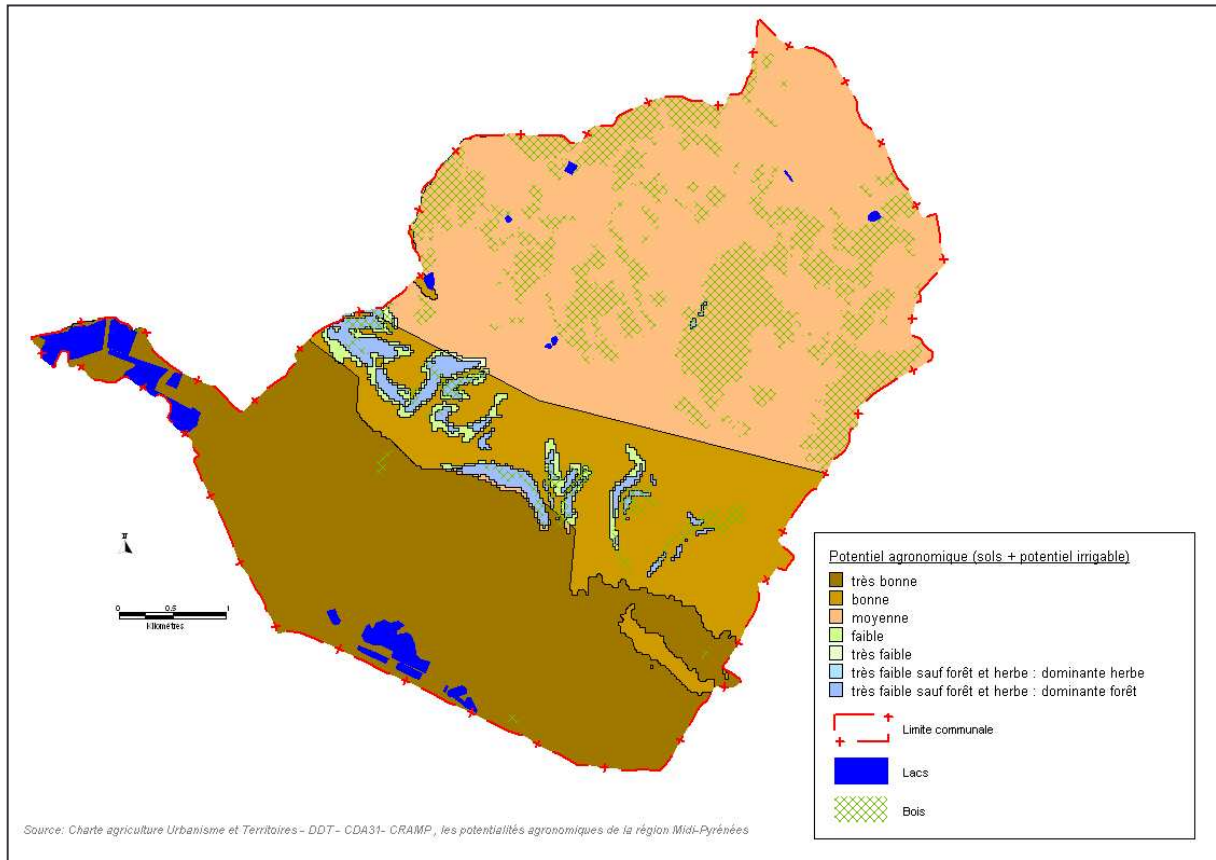 N
0 0.5 1
Kilomètres
Potentiel agronomique (sols + potentiel irrigable)
très bonne
bonne
moyenne
faible
très faible
très faible sauf forêt et herbe : dominante herbe
très faible sauf forêt et herbe : dominante forêt
Limite communale
Lacs
Bois
Source: Charte agriculture Urbanisme et Territoires - DDT - CDA31- CRAMP , les potentialités agronomiques de la région Midi-Pyrénées